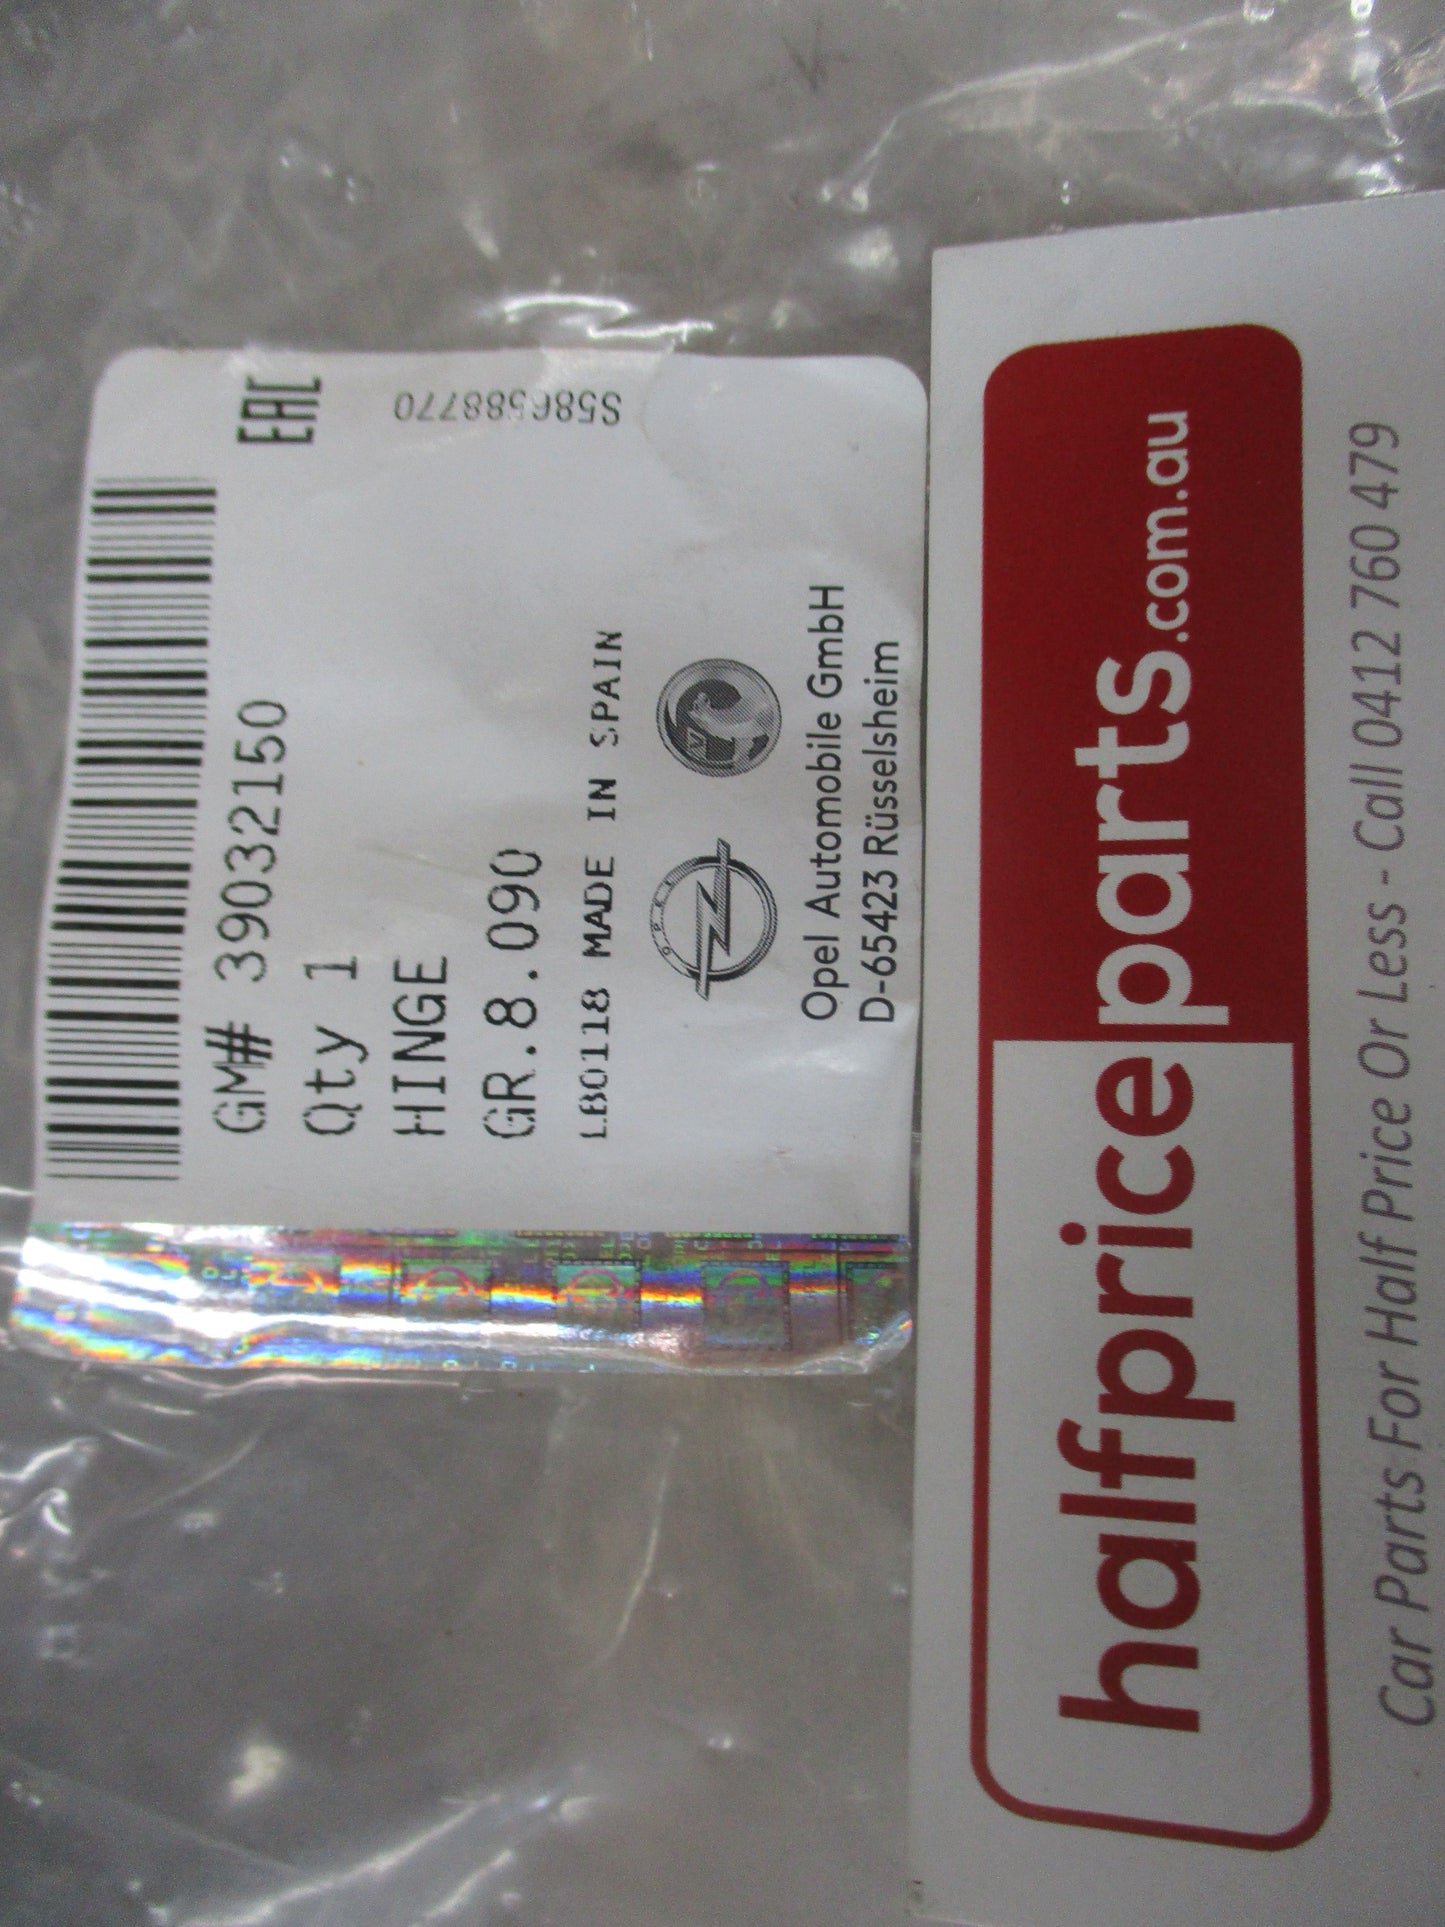 GM# 39032150
EAC
Qty 1
HINGE
GR.8.090
LB0118 MADE IN SPAIN
OPEL
V
Opel Automobile GmbH
D-65423 Rüsselsheim
halfpriceparts.com.au
Car Parts For Half Price Or Less - Call 0412 760 479